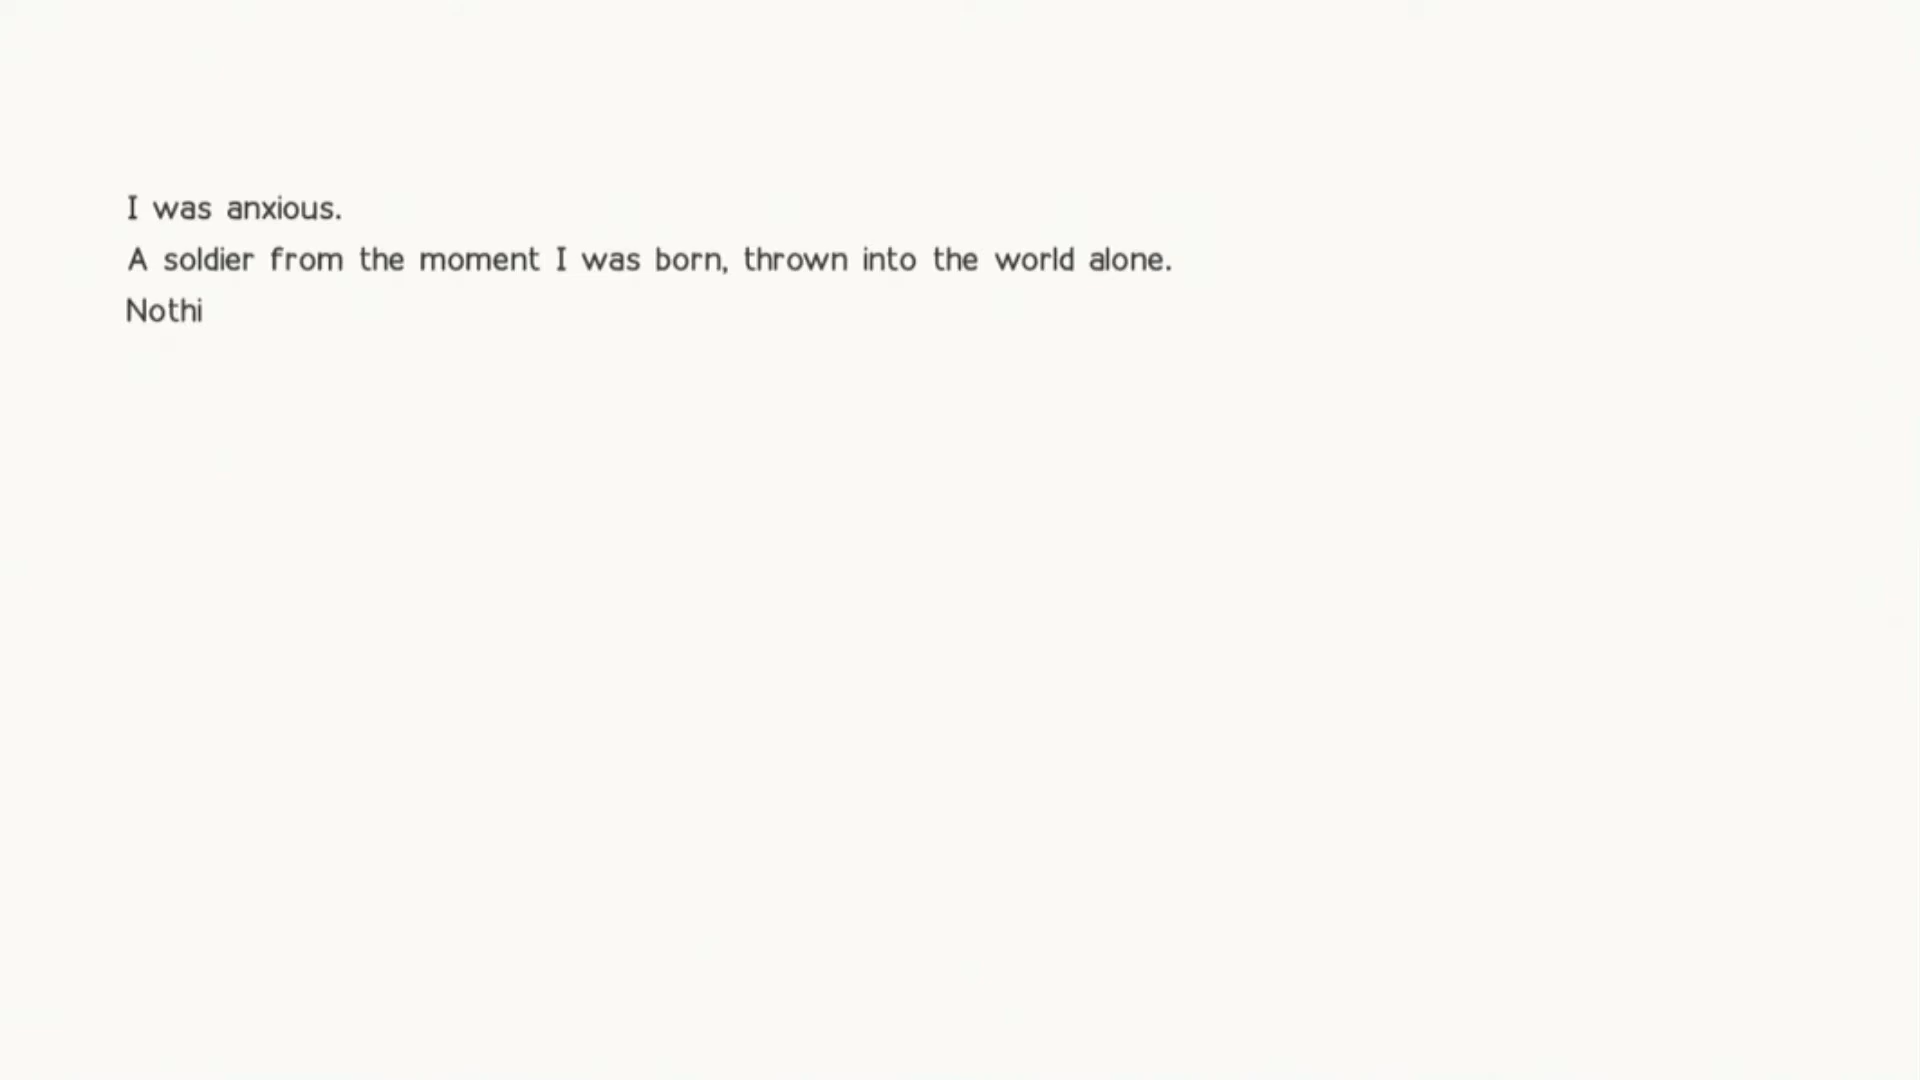 I was anxious.
A soldier from the moment I was born, thrown into the world alone.
Nothi